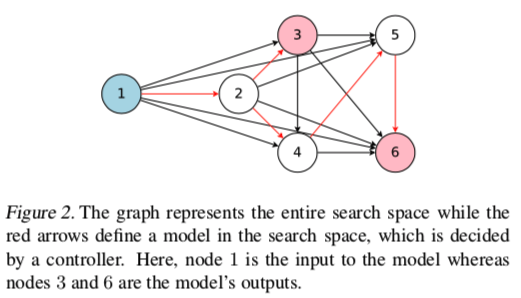 3
5
1
2
4
6
Figure 2. The graph represents the entire search space while the
red arrows define a model in the search space, which is decided
by a controller. Here, node 1 is the input to the model whereas
nodes 3 and 6 are the model's outputs.